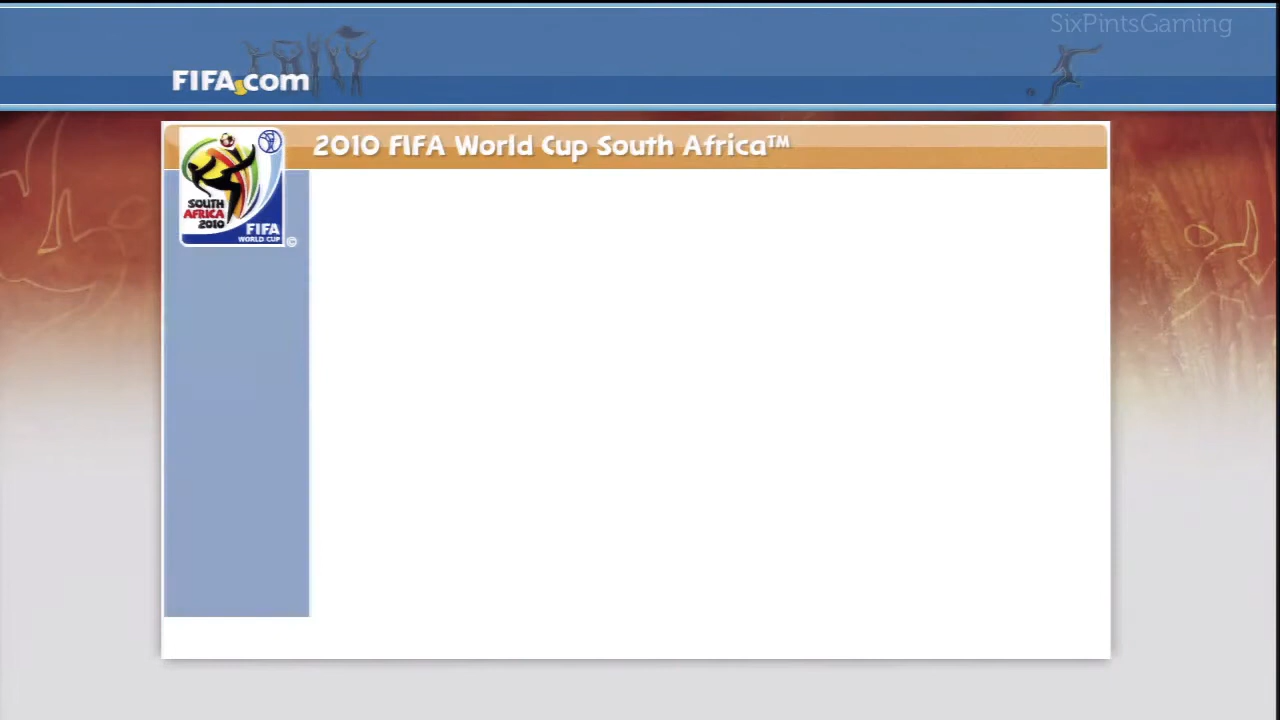 SixPintsGaming
FIFA.com
2010 FIFA World Cup South Africa™
SOUTH
AFRICA
2010
FIFA
WORLD CUP
©